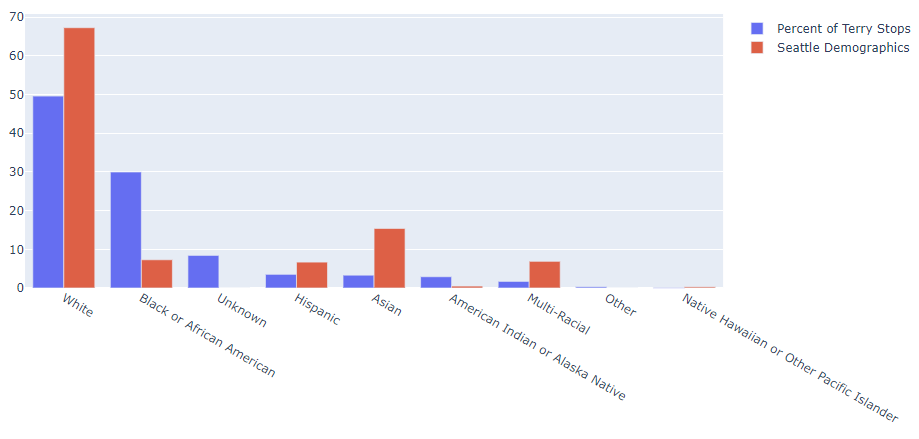 70
60
50
40
30
20
10
0
White
Black or African American
Unknown
Hispanic
Asian
American Indian or Alaska Native
Multi-Racial
Other
Native Hawaiian or Other Pacific Islander
Percent of Terry Stops
Seattle Demographics